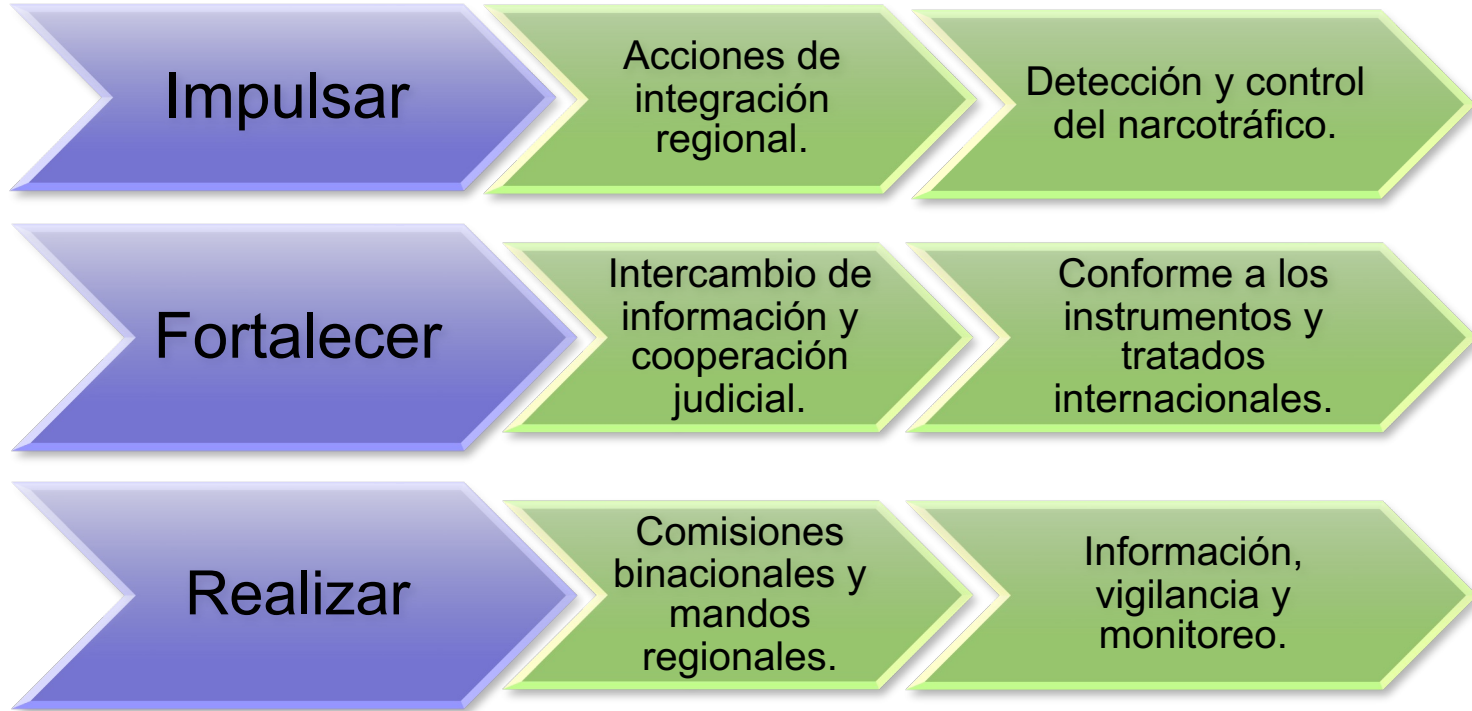 Impulsar
Acciones de
integración
regional.
Detección y control
del narcotráfico.
Fortalecer
Intercambio de
información y
cooperación
judicial.
Conforme a los
instrumentos y
tratados
internacionales.
Realizar
Comisiones
binacionales y
mandos
regionales.
Información,
vigilancia y
monitoreo.